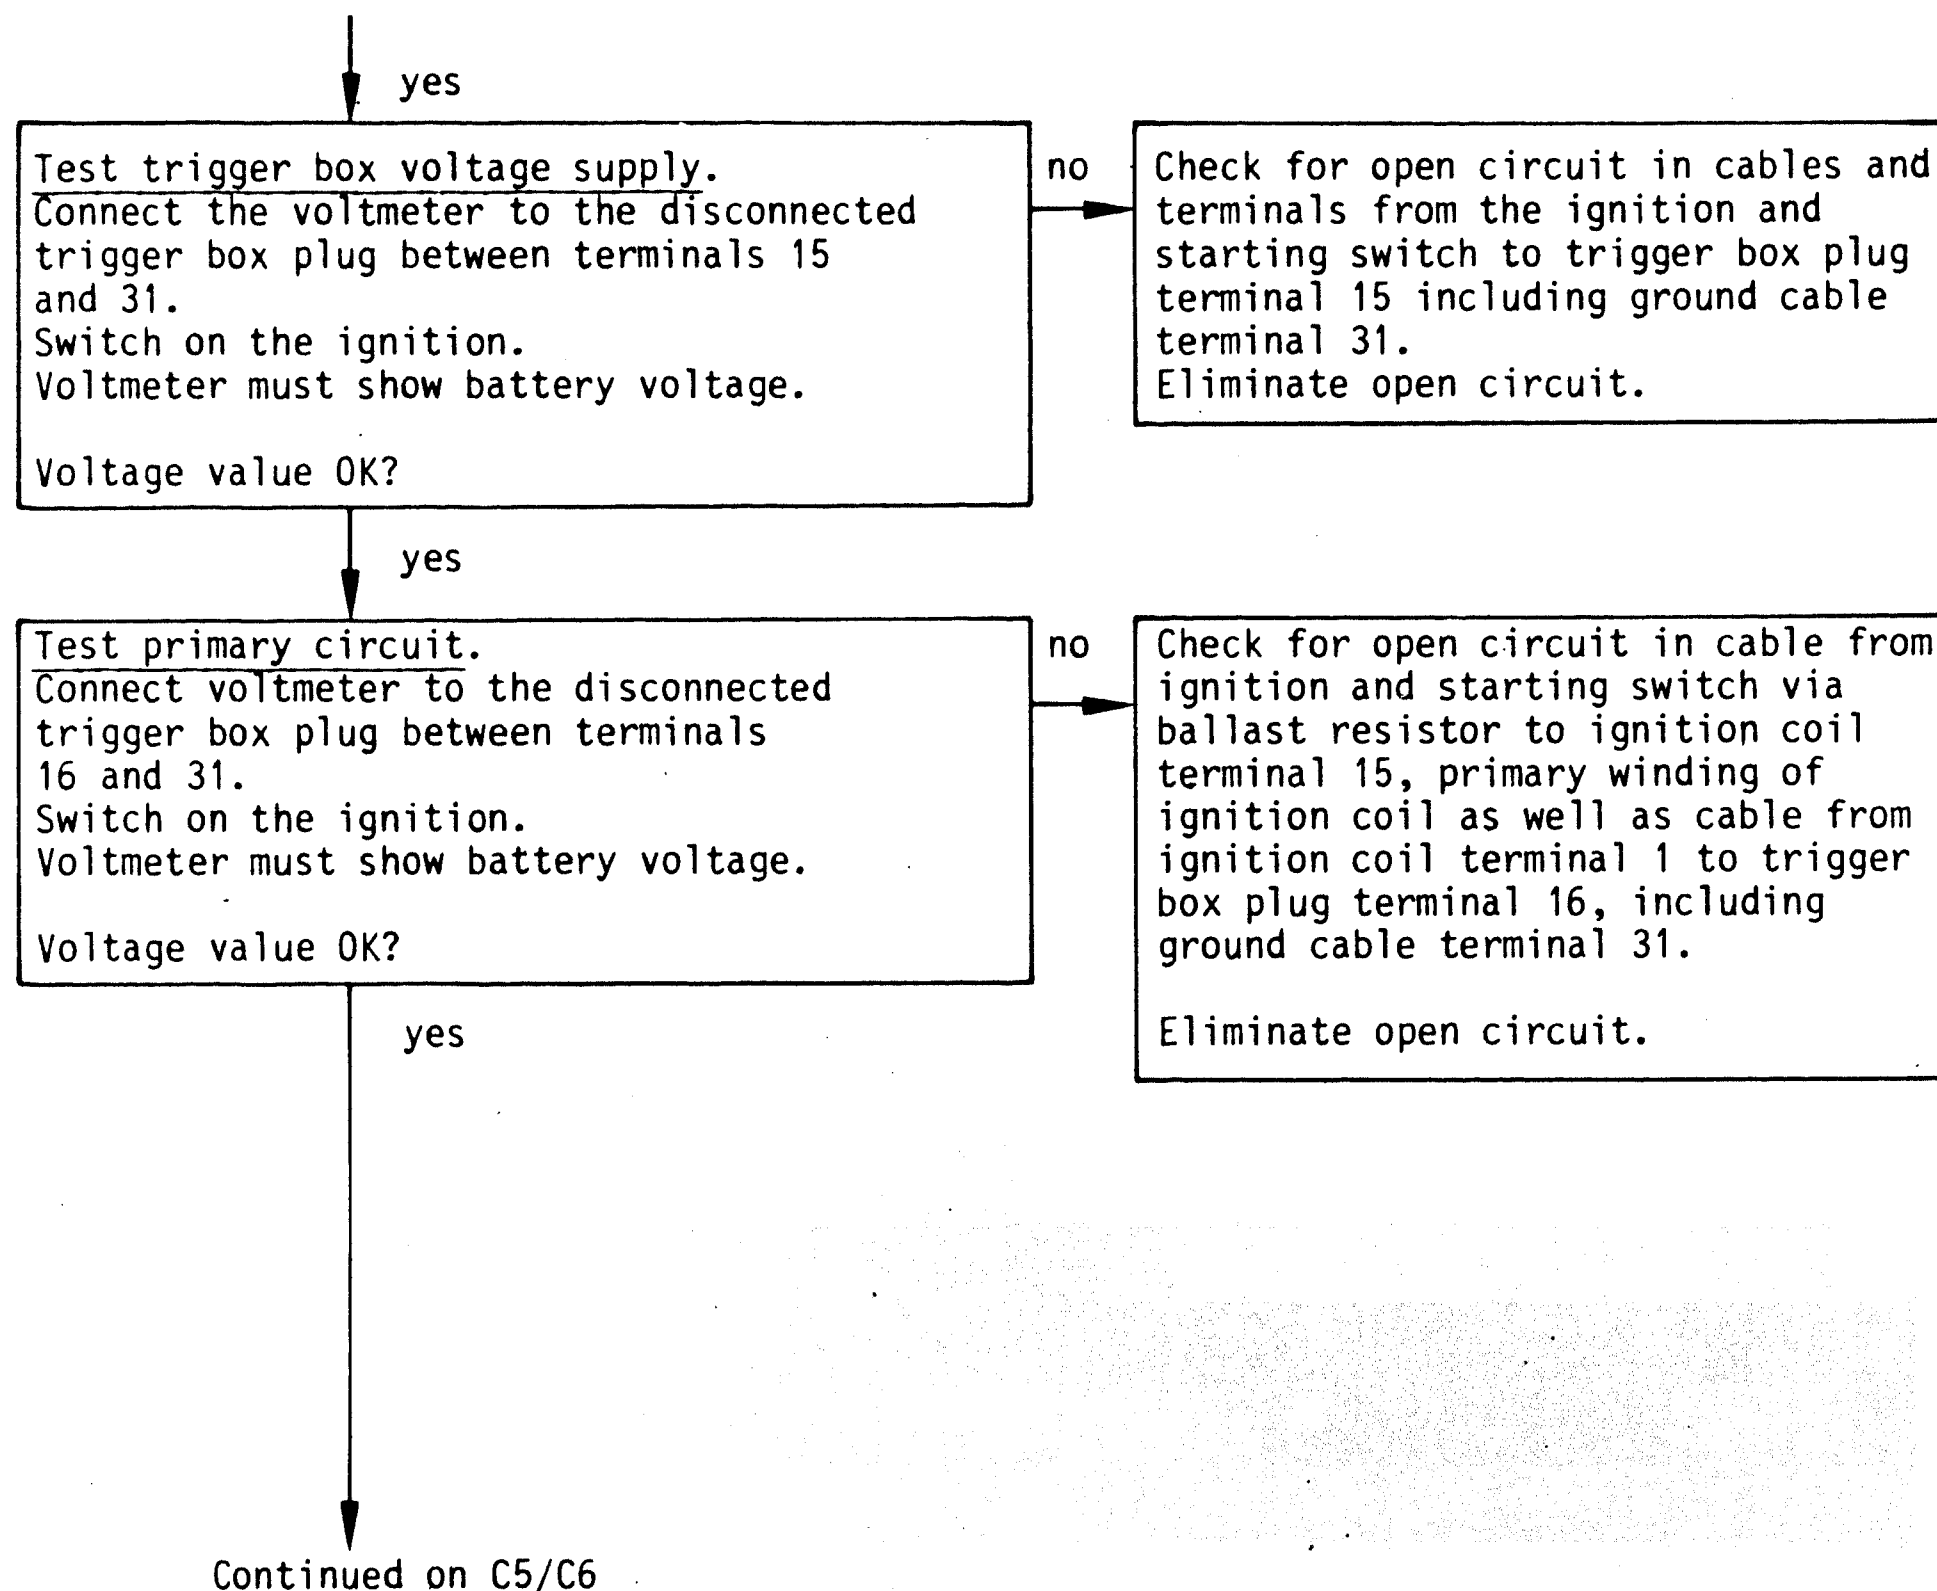 yes
Test trigger box voltage supply.
Connect the voltmeter to the disconnected
trigger box plug between terminals 15
and 31.
Switch on the ignition.
Voltmeter must show battery voltage.
Voltage value OK?
no
Check for open circuit in cables and
terminals from the ignition and
starting switch to trigger box plug
terminal 15 including ground cable
terminal 31.
Eliminate open circuit.
yes
Test primary circuit.
Connect voltmeter to the disconnected
trigger box plug between terminals
16 and 31.
Switch on the ignition.
Voltmeter must show battery voltage.
Voltage value OK?
no
Check for open circuit in cable from
ignition and starting switch via
ballast resistor to ignition coil
terminal 15, primary winding of
ignition coil as well as cable from
ignition coil terminal 1 to trigger
box plug terminal 16, including
ground cable terminal 31.
Eliminate open circuit.
yes
Continued on C5/C6